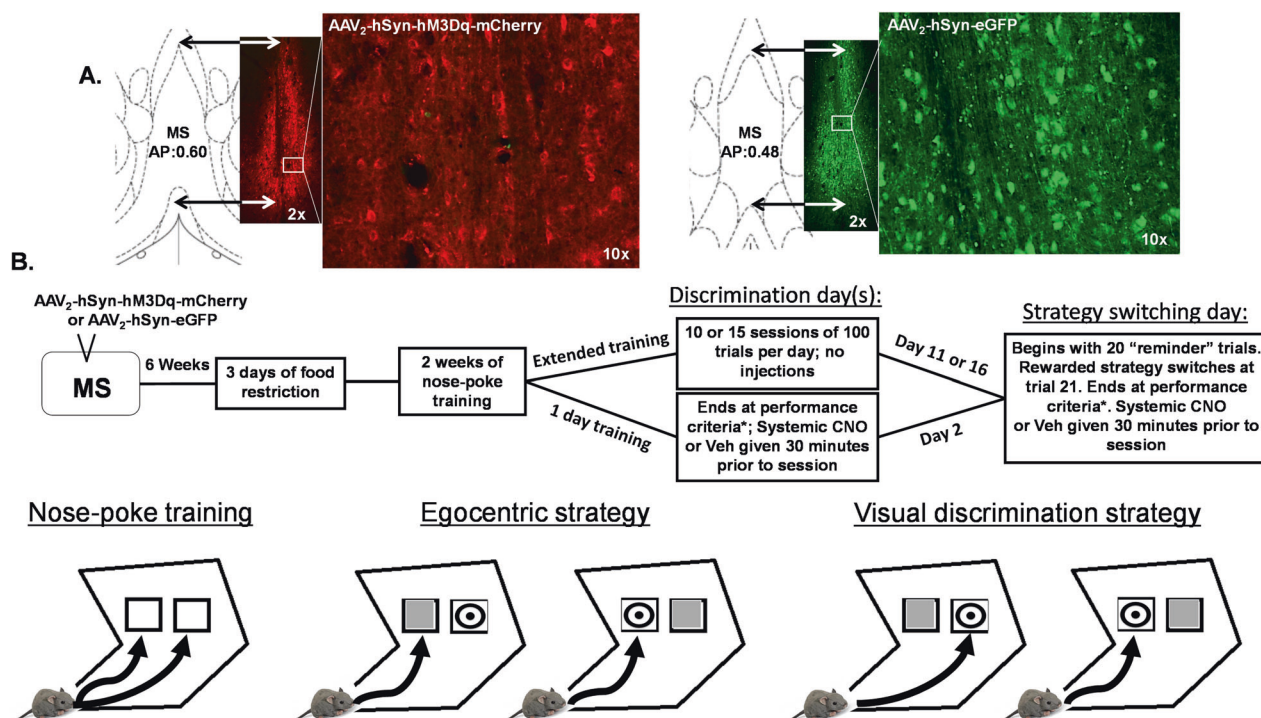 A.
MS
AP:0.60
2x
AAV2-hSyn-hM3Dq-mCherry
10x
MS
AP:0.48
2x
AAV2-hSyn-eGFP
10x
B.
AAV2-hSyn-hM3Dq-mCherry
or AAV2-hSyn-eGFP
MS
6 Weeks
3 days of food
restriction
2 weeks of
nose-poke
training
Extended training
1 day training
Discrimination day(s):
10 or 15 sessions of 100
trials per day; no
injections
Ends at performance
criteria*; Systemic CNO
or Veh given 30 minutes
prior to session
Day 11 or 16
Day 2
Strategy switching day:
Begins with 20 “reminder” trials.
Rewarded strategy switches at
trial 21. Ends at performance
criteria*. Systemic CNO
or Veh given 30 minutes prior to
session
Nose-poke training
Egocentric strategy
Visual discrimination strategy